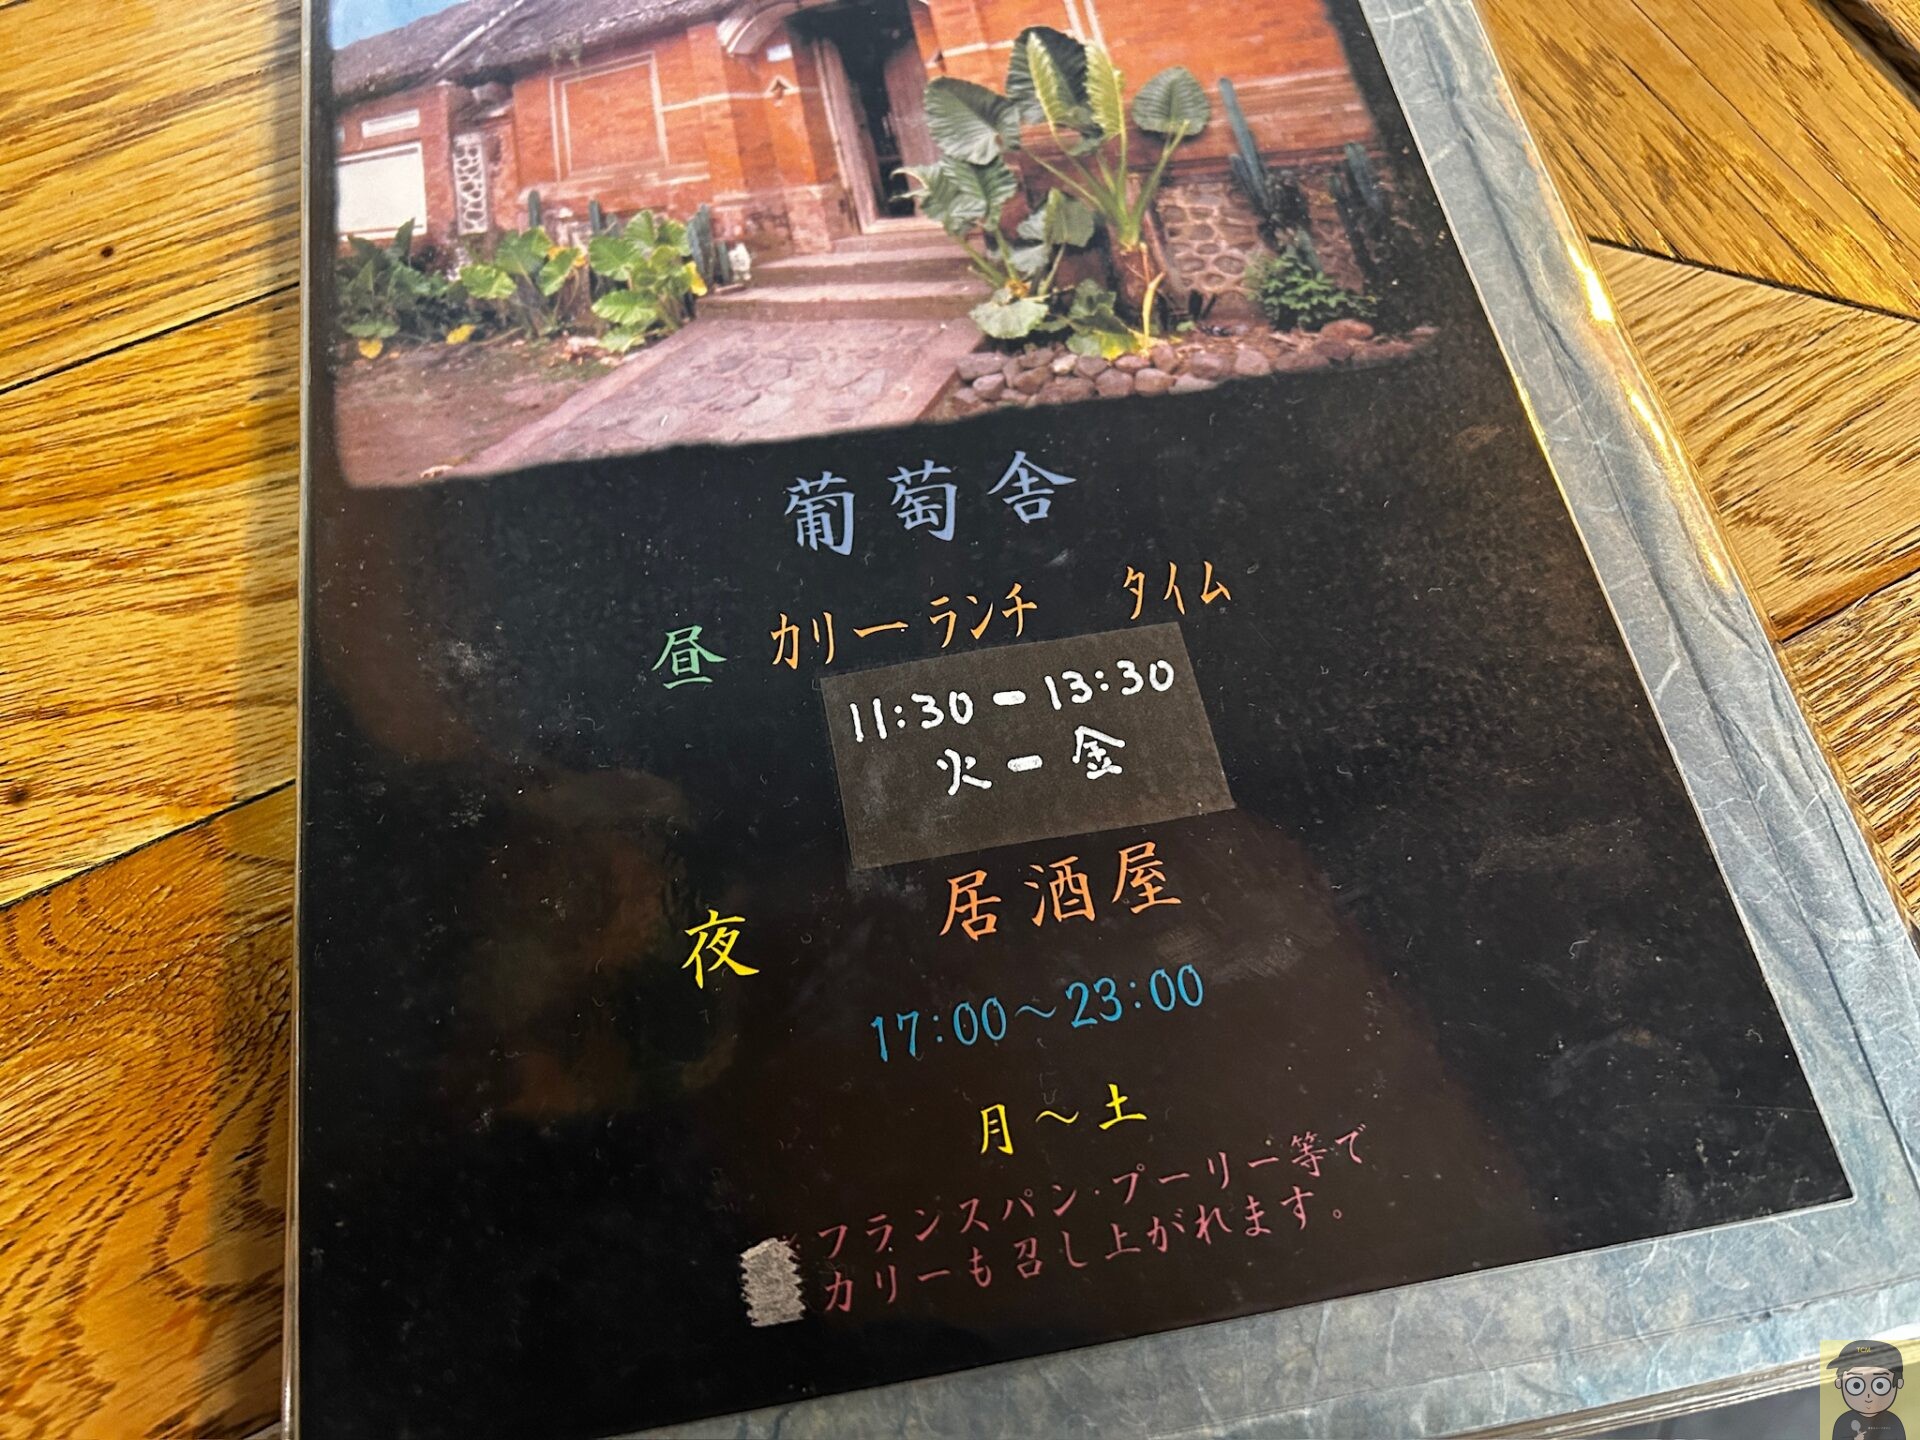 葡萄舎
昼 カリーランチ タイム
11:30-13:30
火-金
夜 居酒屋
17:00～23:00
月～土
※フランスパン・プーリー等で
カリーも召し上がれます。
TCM